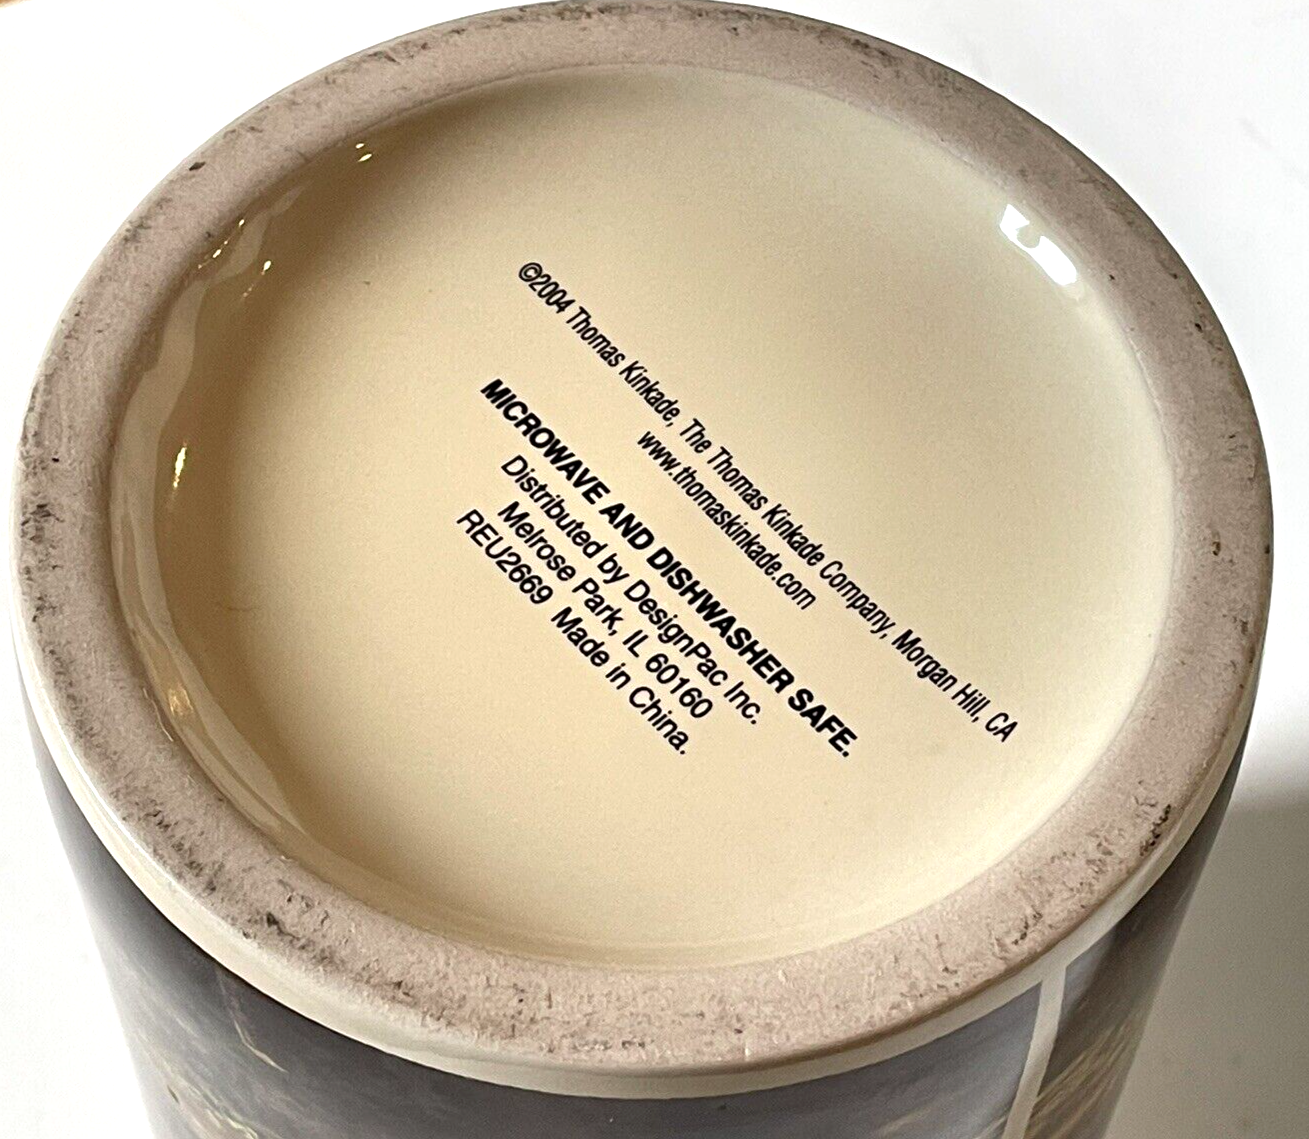 ©2004 Thomas Kinkade, The Thomas Kinkade Company, Morgan Hill, CA
www.thomaskinkade.com
MICROWAVE AND DISHWASHER SAFE.
Distributed by DesignPac Inc.
Melrose Park, IL 60160
REU2669 Made in China.